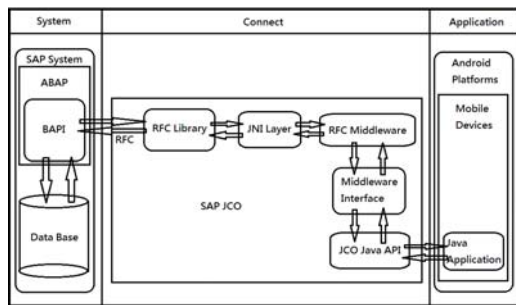 System
Connect
Application
SAP System
ABAP
BAPI
Data Base
RFC
RFC Library
JNI Layer
RFC Middleware
Middleware
Interface
SAP JCO
JCO Java API
Android
Platforms
Mobile
Devices
Java
Application